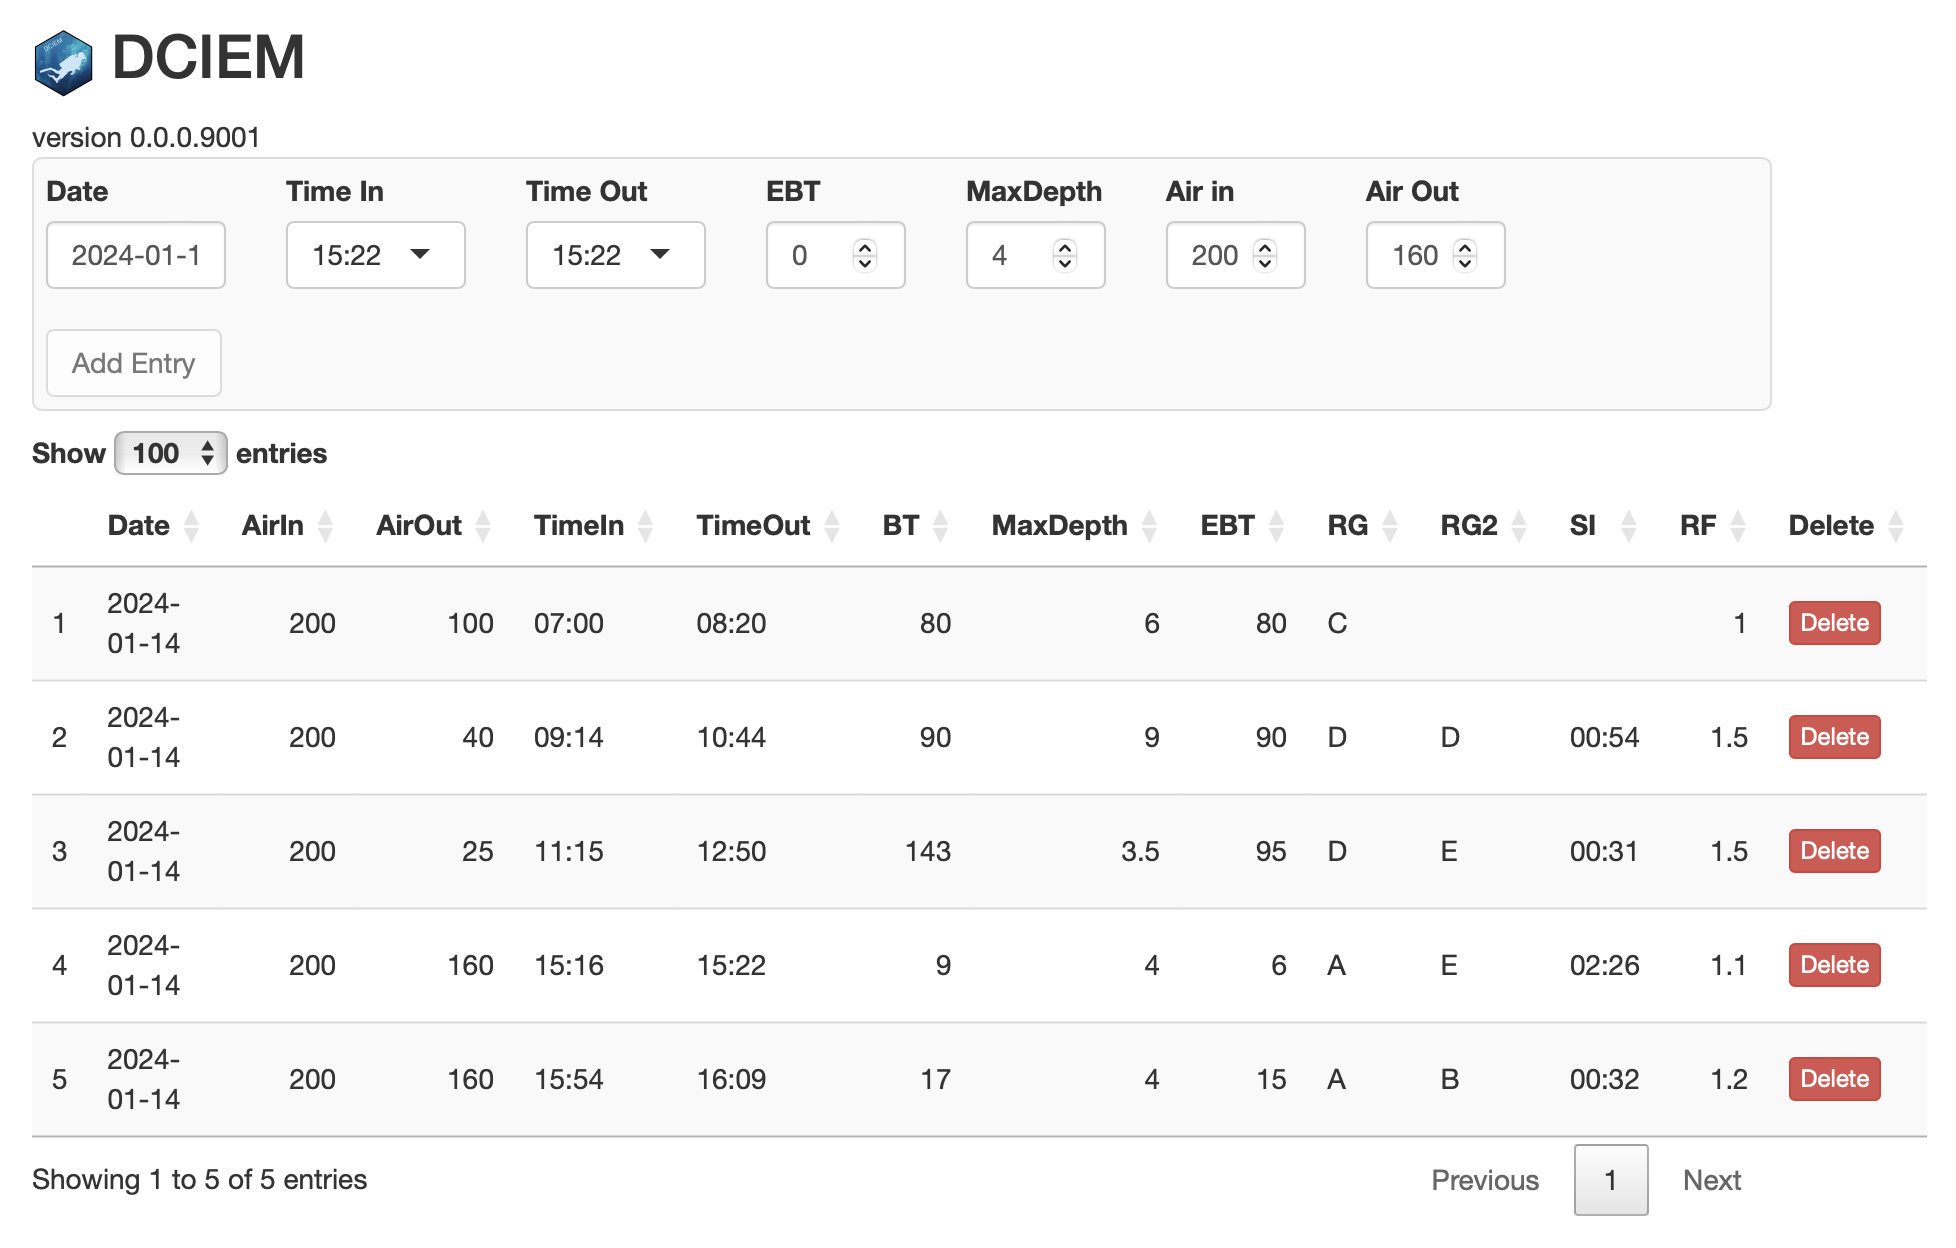 DCIEM
DCIEM
version 0.0.0.9001
Date Time In Time Out EBT MaxDepth Air in Air Out
2024-01-1 15:22 15:22 0 4 200 160
Add Entry
Show 100 entries
Date AirIn AirOut TimeIn TimeOut BT MaxDepth EBT RG RG2 SI RF Delete
1 2024-01-14 200 100 07:00 08:20 80 6 80 C 1 Delete
2 2024-01-14 200 40 09:14 10:44 90 9 90 D D 00:54 1.5 Delete
3 2024-01-14 200 25 11:15 12:50 143 3.5 95 D E 00:31 1.5 Delete
4 2024-01-14 200 160 15:16 15:22 9 4 6 A E 02:26 1.1 Delete
5 2024-01-14 200 160 15:54 16:09 17 4 15 A B 00:32 1.2 Delete
Showing 1 to 5 of 5 entries Previous 1 Next